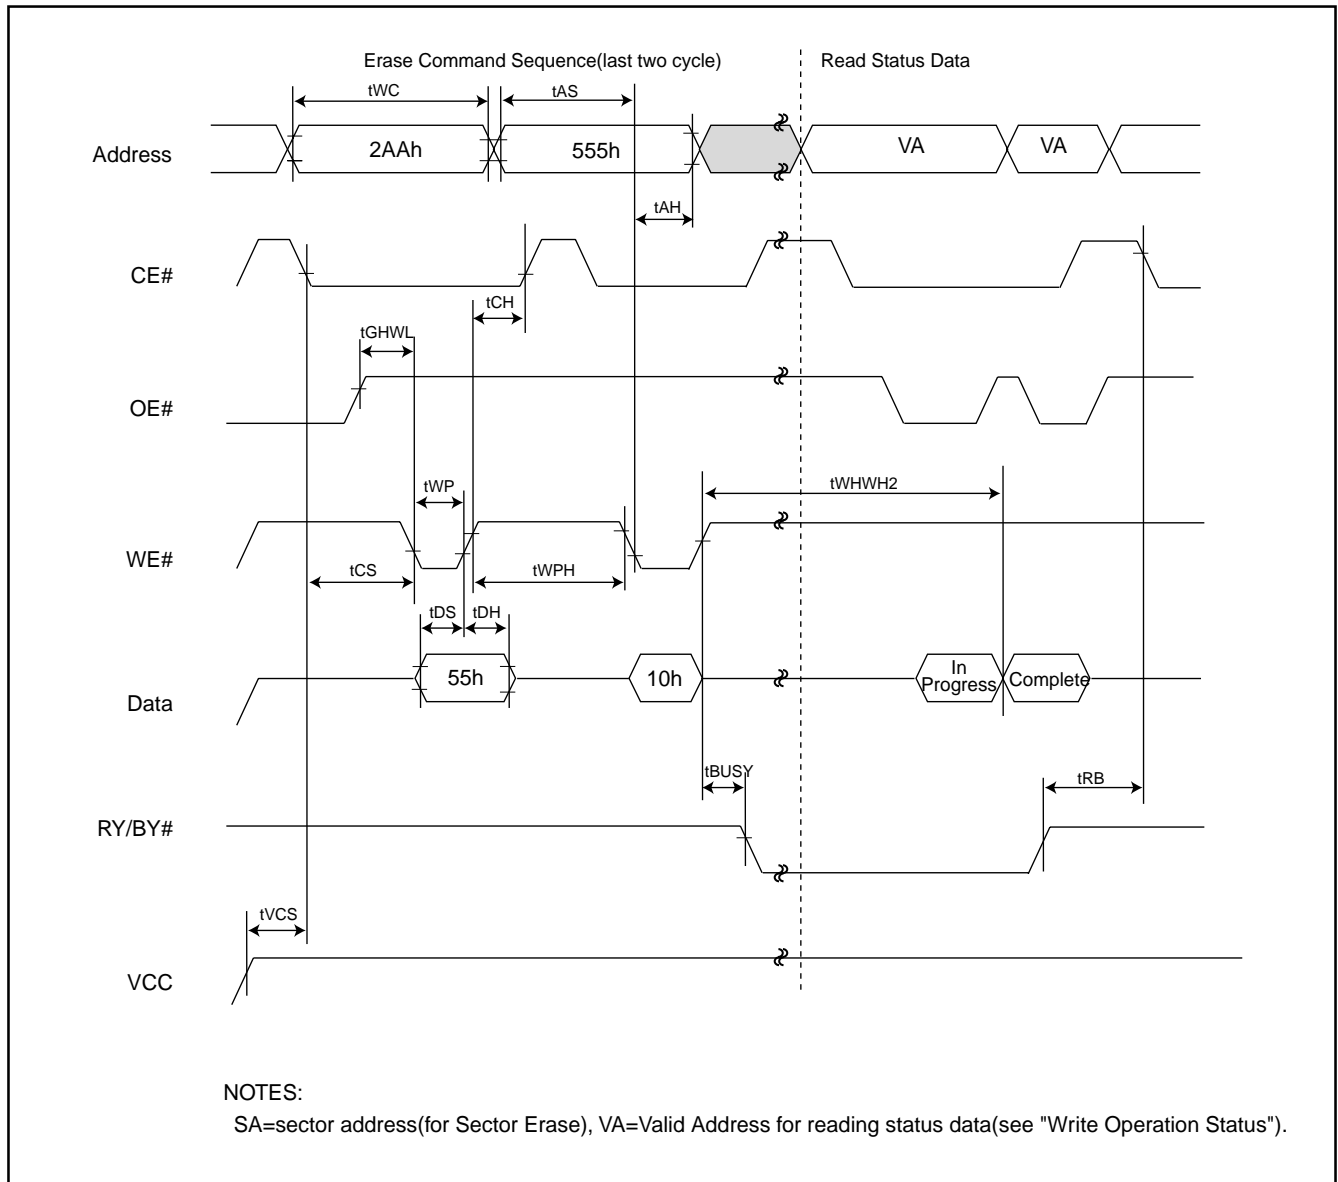 Erase Command Sequence(last two cycle)
Read Status Data
tWC
tAS
Address
2AAh
555h
VA
VA
tAH
CE#
tCH
tGHWL
OE#
tWP
tWHWH2
WE#
tCS
tWPH
tDS
tDH
Data
55h
10h
In
Progress
Complete
tBUSY
tRB
RY/BY#
tVCS
VCC
NOTES:
SA=sector address(for Sector Erase), VA=Valid Address for reading status data(see "Write Operation Status").